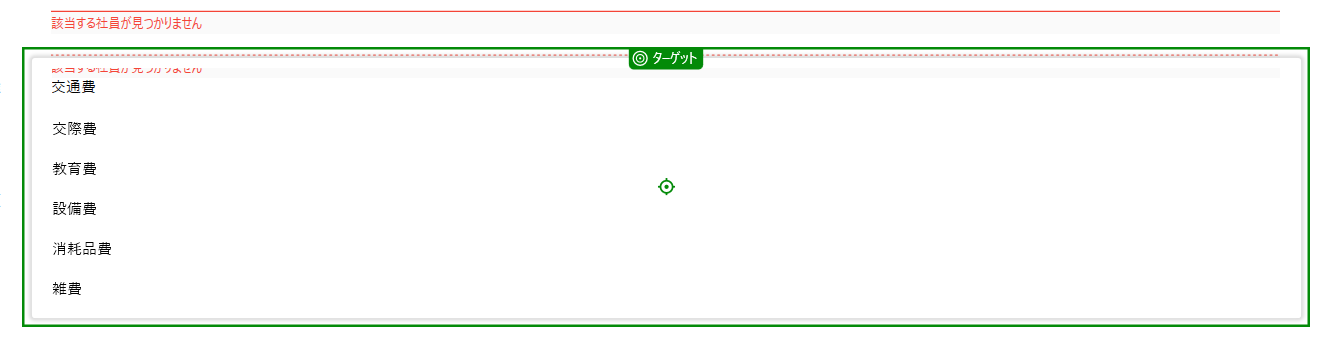 該当する社員が見つかりません
ターゲット
該当する社員が見つかりません
交通費
交際費
教育費
設備費
消耗品費
雑費